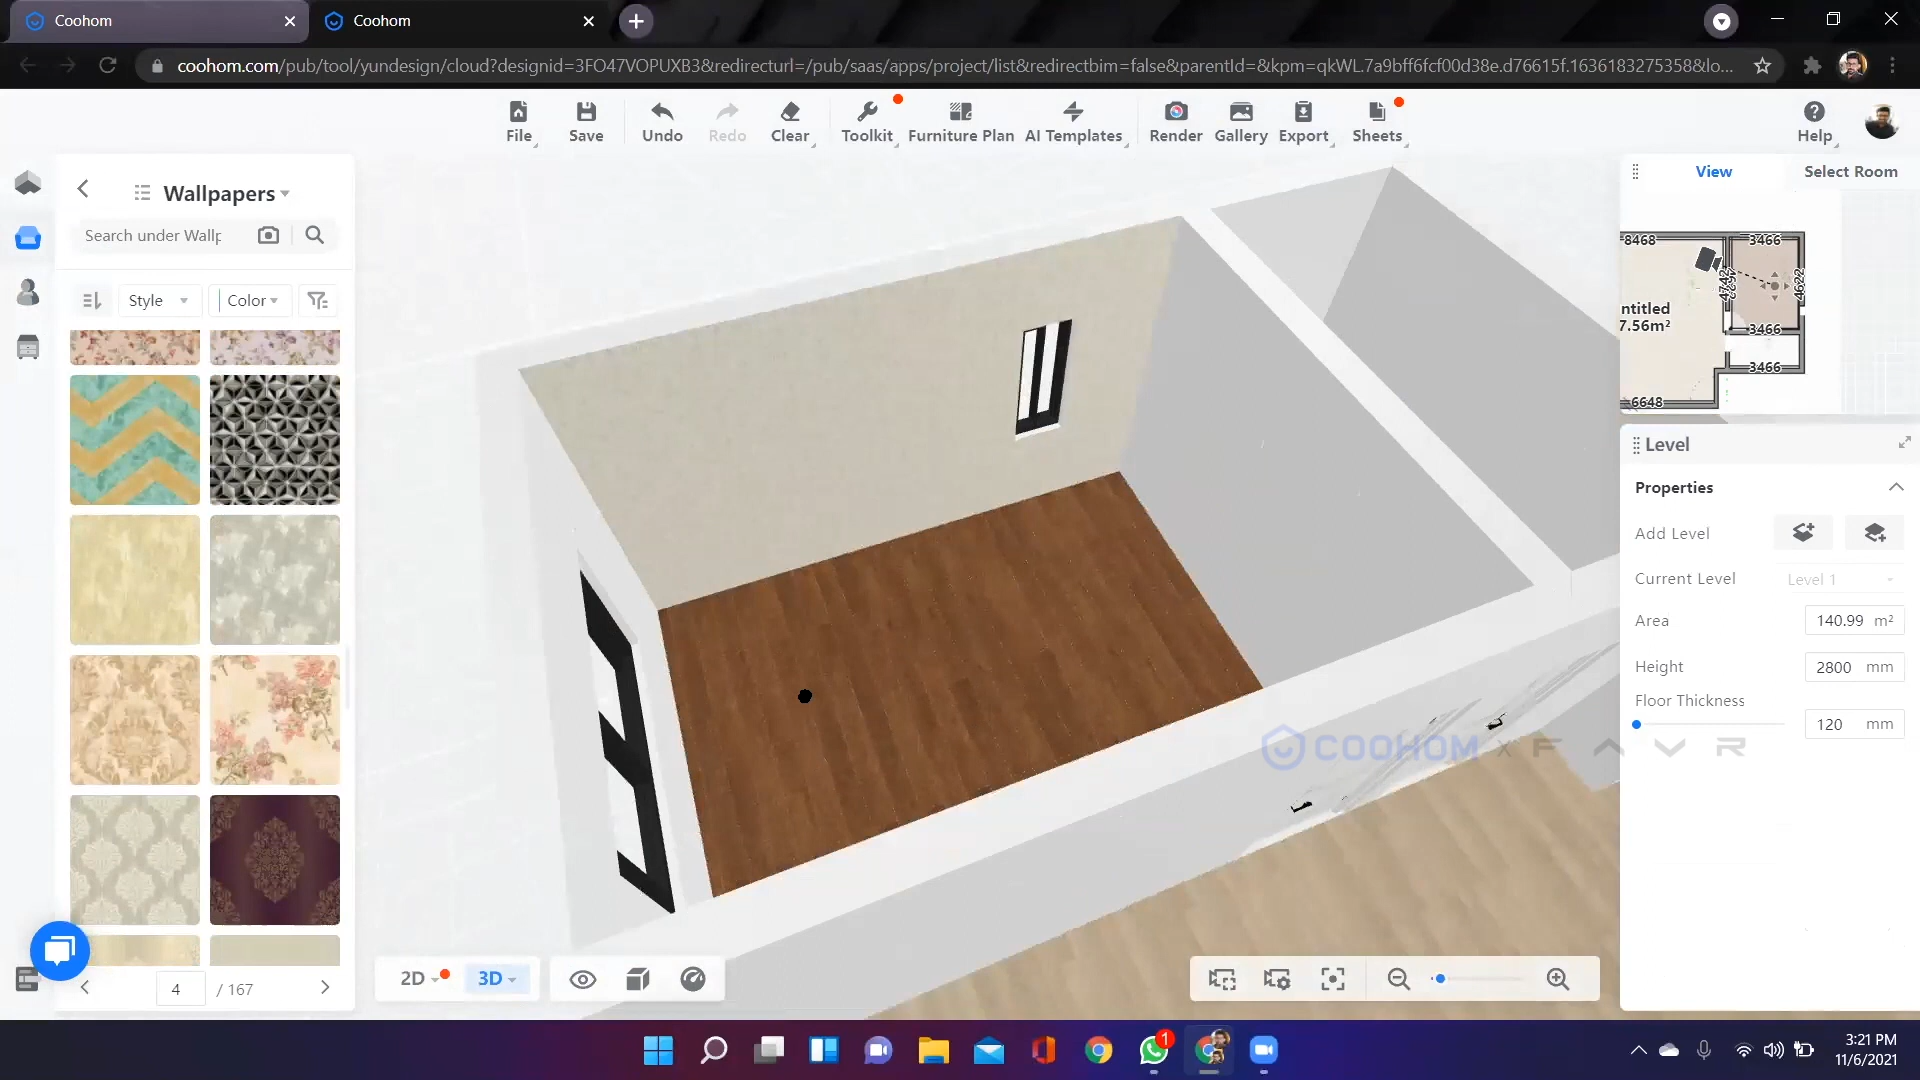 Coohom
Coohom
coohom.com/pub/tool/yundesign/cloud?designid=3FO47VOPUXB3&redirecturl=/pub/saas/apps/project/list&redirectbim=false&parentId=&kpm=qkWL.7a9bff6fcf00d38e.d76615f.1636183275358&lo...
File
Save
Undo
Redo
Clear
Toolkit
Furniture Plan
AI Templates
Render
Gallery
Export
Sheets
Help
Wallpapers
Search under Wallp
Style
Color
4 / 167
View
Select Room
8468
3466
4742
4622
3466
3466
6648
ntitled
7.56m²
Level
Properties
Add Level
Current Level
Level 1
Area
140.99 m²
Height
2800 mm
Floor Thickness
120 mm
COOHOM x F
R
2D
3D
1
3:21 PM
11/6/2021